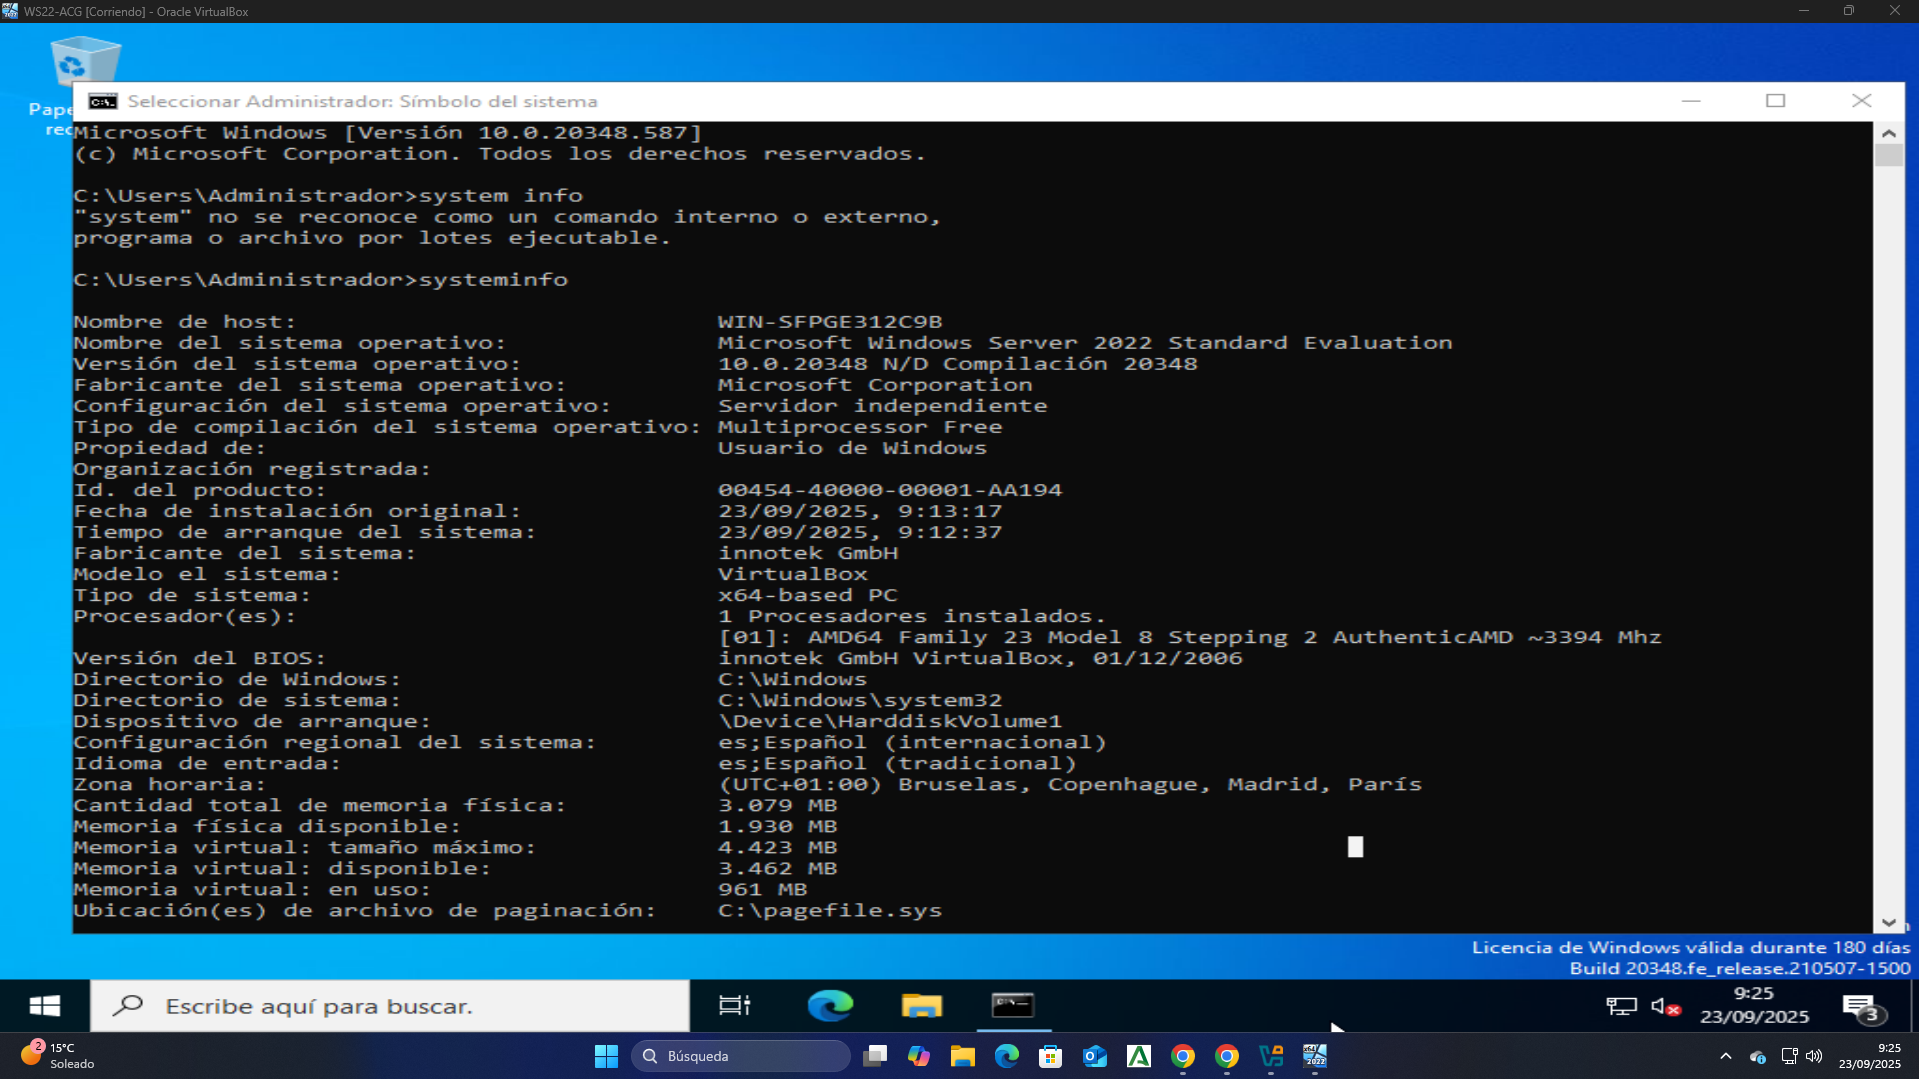 WS22-ACG [Corriendo] - Oracle VirtualBox
Seleccionar Administrador: Símbolo del sistema
Microsoft Windows [Versión 10.0.20348.587]
(c) Microsoft Corporation. Todos los derechos reservados.
C:\Users\Administrador>system info
"system" no se reconoce como un comando interno o externo,
programa o archivo por lotes ejecutable.
C:\Users\Administrador>systeminfo
Nombre de host: WIN-SFPGE312C9B
Nombre del sistema operativo: Microsoft Windows Server 2022 Standard Evaluation
Versión del sistema operativo: 10.0.20348 N/D Compilación 20348
Fabricante del sistema operativo: Microsoft Corporation
Configuración del sistema operativo: Servidor independiente
Tipo de compilación del sistema operativo: Multiprocessor Free
Propiedad de: Usuario de Windows
Organización registrada:
Id. del producto: 00454-40000-00001-AA194
Fecha de instalación original: 23/09/2025, 9:13:17
Tiempo de arranque del sistema: 23/09/2025, 9:12:37
Fabricante del sistema: innotek GmbH
Modelo el sistema: VirtualBox
Tipo de sistema: x64-based PC
Procesador(es): 1 Procesadores instalados.
[01]: AMD64 Family 23 Model 8 Stepping 2 AuthenticAMD ~3394 Mhz
Versión del BIOS: innotek GmbH VirtualBox, 01/12/2006
Directorio de Windows: C:\Windows
Directorio de sistema: C:\Windows\system32
Dispositivo de arranque: \Device\HarddiskVolume1
Configuración regional del sistema: es;Español (internacional)
Idioma de entrada: es;Español (tradicional)
Zona horaria: (UTC+01:00) Bruselas, Copenhague, Madrid, París
Cantidad total de memoria física: 3.079 MB
Memoria física disponible: 1.930 MB
Memoria virtual: tamaño máximo: 4.423 MB
Memoria virtual: disponible: 3.462 MB
Memoria virtual: en uso: 961 MB
Ubicación(es) de archivo de paginación: C:\pagefile.sys
Licencia de Windows válida durante 180 días
Build 20348.fe_release.210507-1500
Escribe aquí para buscar.
9:25
23/09/2025
3
2
15°C
Soleado
Búsqueda
9:25
23/09/2025